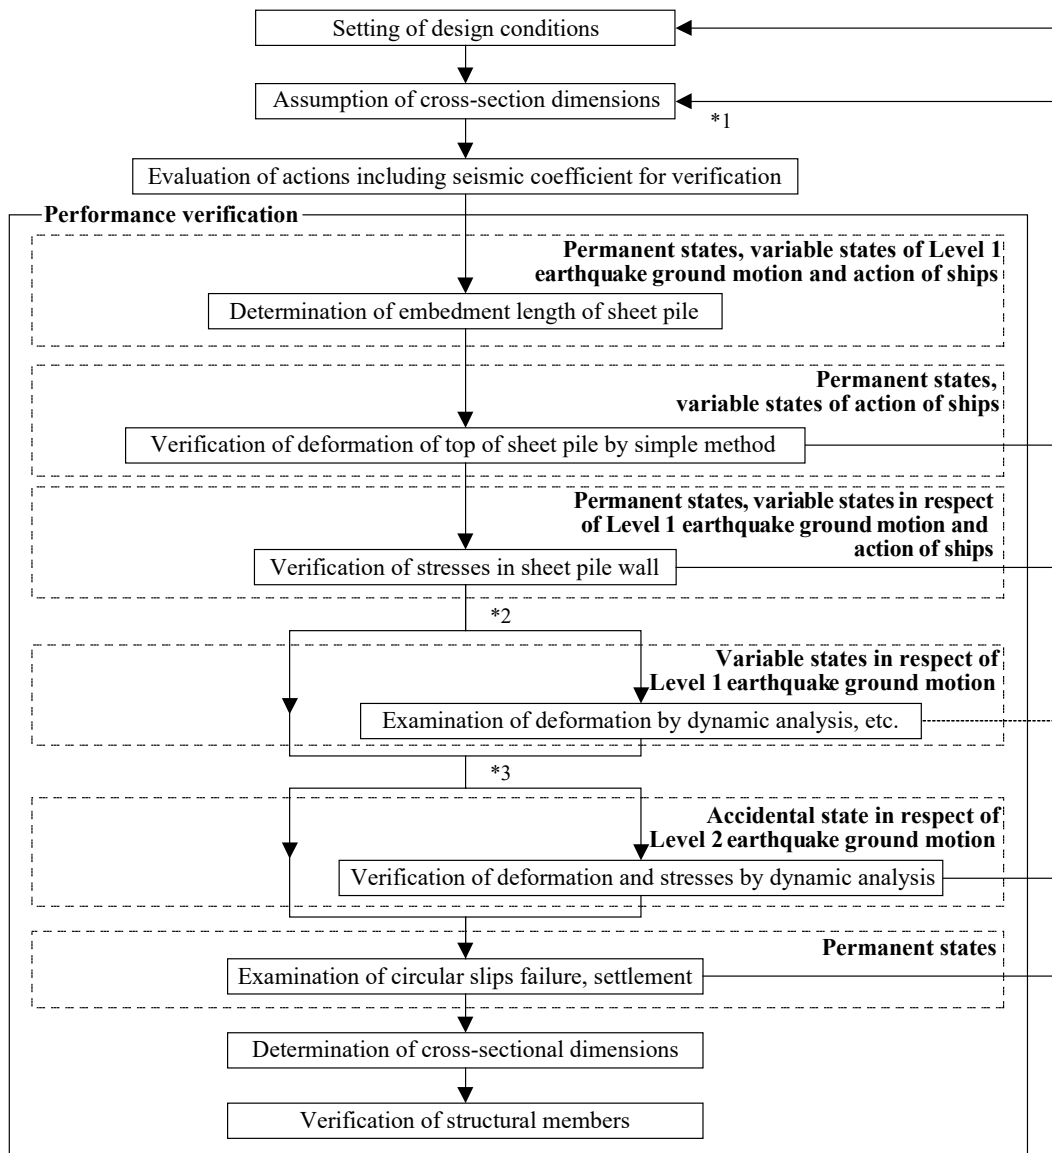 Setting of design conditions
Assumption of cross-section dimensions
*1
Evaluation of actions including seismic coefficient for verification
Performance verification
Permanent states, variable states of Level 1
earthquake ground motion and action of ships
Determination of embedment length of sheet pile
Permanent states,
variable states of action of ships
Verification of deformation of top of sheet pile by simple method
Permanent states, variable states in respect
of Level 1 earthquake ground motion and
action of ships
Verification of stresses in sheet pile wall
*2
Variable states in respect of
Level 1 earthquake ground motion
Examination of deformation by dynamic analysis, etc.
*3
Accidental state in respect of
Level 2 earthquake ground motion
Verification of deformation and stresses by dynamic analysis
Permanent states
Examination of circular slips failure, settlement
Determination of cross-sectional dimensions
Verification of structural members